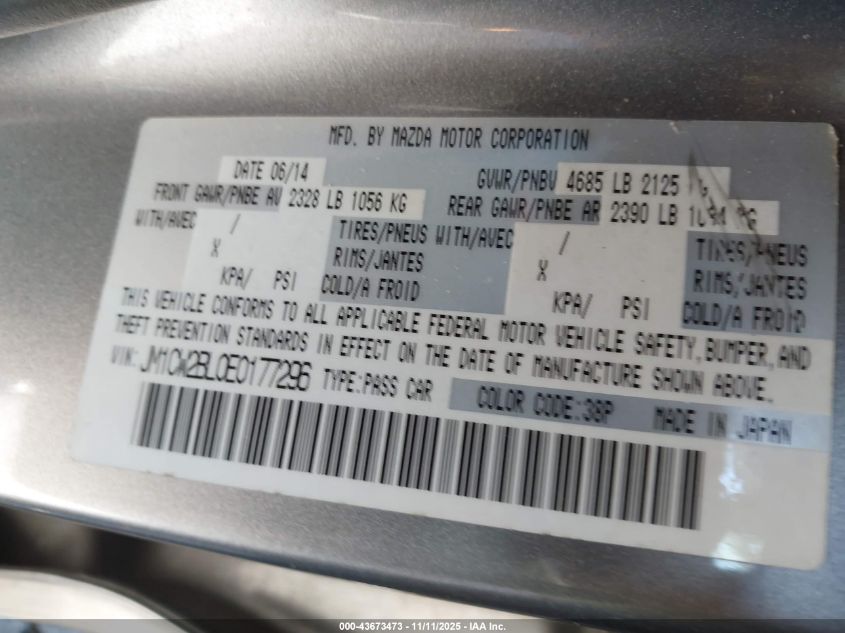 MFD. BY MAZDA MOTOR CORPORATION
DATE 06/14 GVWR/PNBV 4685 LB 2125
FRONT GAWR/PNBE AV 2328 LB 1056 KG REAR GAWR/PNBE AR 2390 LB
WITH/AVEC / TIRES/PNEUS WITH/AVEC / TIRES/PNEUS
X RIMS/JANTES X RIMS/JANTES
KPA/ PSI COLD/A FROID KPA/ PSI COLD/A FROID
THIS VEHICLE CONFORMS TO ALL APPLICABLE FEDERAL MOTOR VEHICLE SAFETY, BUMPER, AND
THEFT PREVENTION STANDARDS IN EFFECT ON THE DATE OF MANUFACTURE SHOWN ABOVE.
VIN: JM1CW2BL0E0177296 TYPE:PASS CAR COLOR CODE:38P MADE IN JAPAN
000-43673473 - 11/11/2025 - IAA Inc.